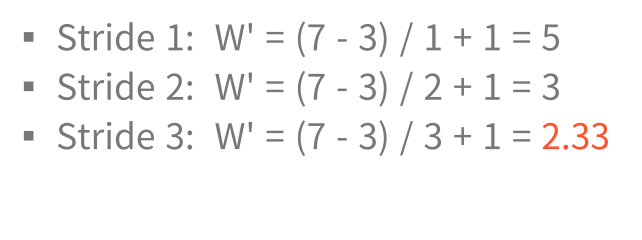 ▪ Stride 1: W' = (7 - 3) / 1 + 1 = 5
▪ Stride 2: W' = (7 - 3) / 2 + 1 = 3
▪ Stride 3: W' = (7 - 3) / 3 + 1 = 2.33